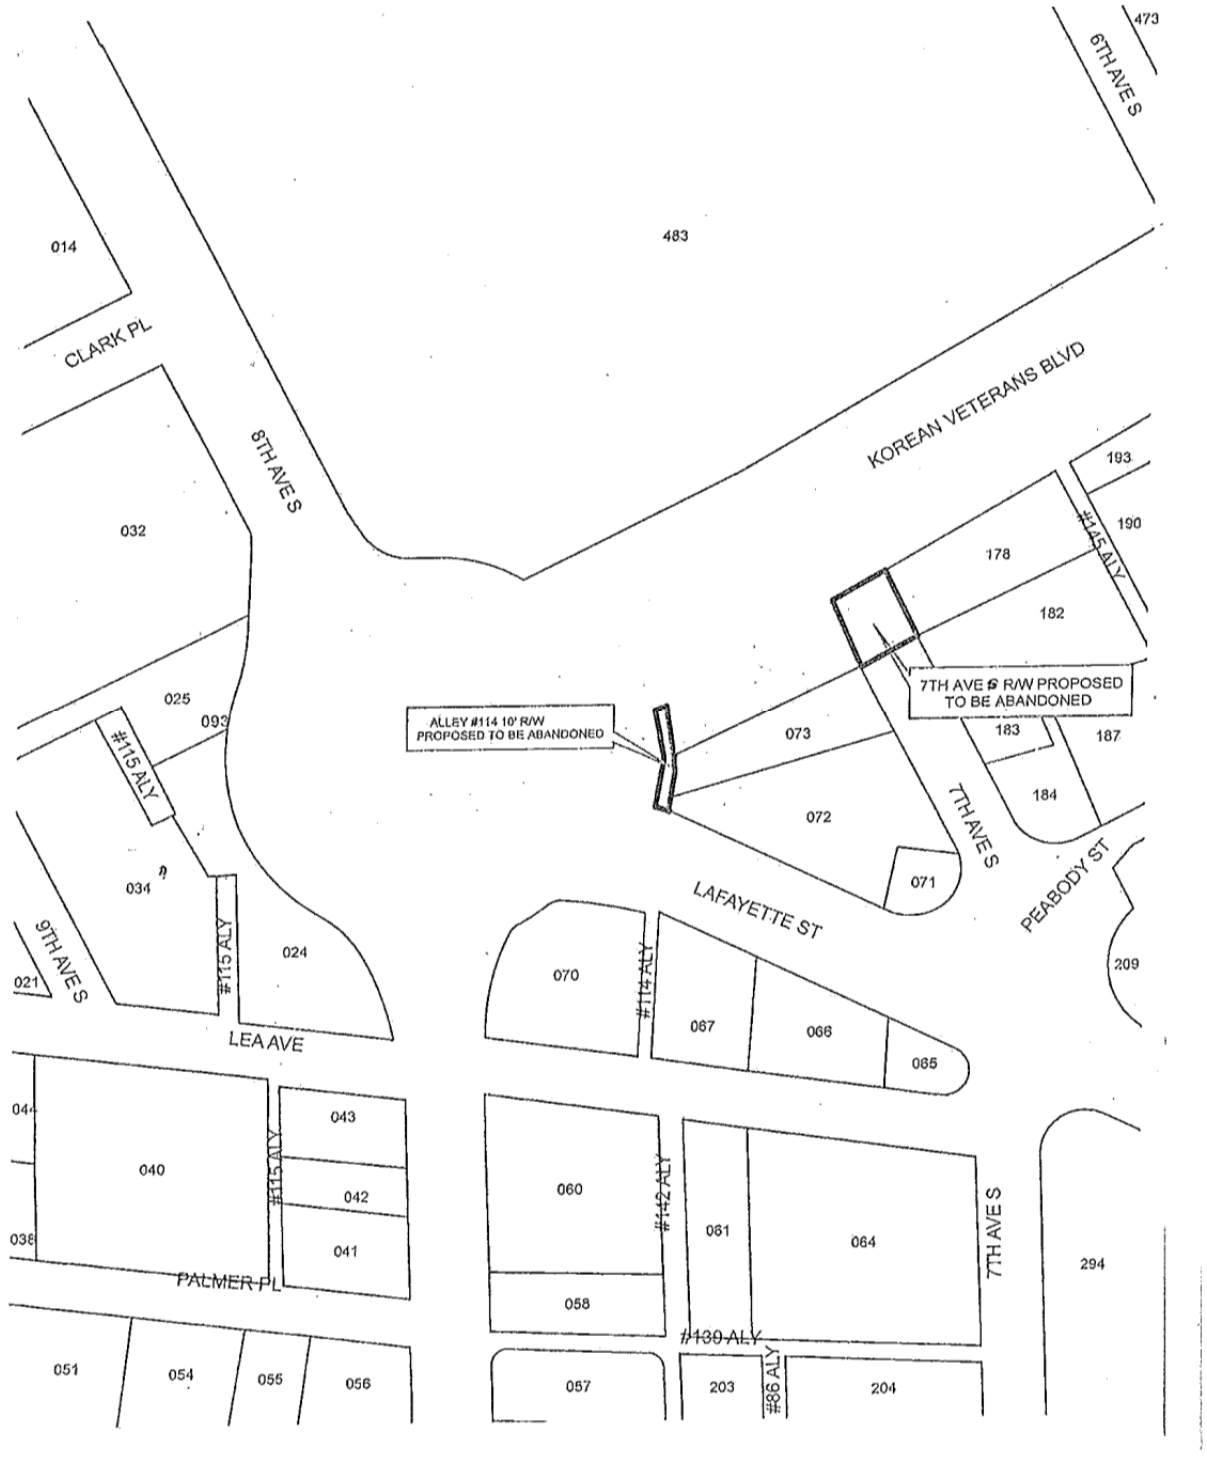 473
6TH AVE S
014
483
CLARK PL
KOREAN VETERANS BLVD
8TH AVE S
193
190
#145 ALY
032
178
182
7TH AVE S R/W PROPOSED
TO BE ABANDONED
025
093
ALLEY #114 10' R/W
PROPOSED TO BE ABANDONED
073
183
187
#115 ALY
184
072
7TH AVE S
PEABODY ST
034
071
LAFAYETTE ST
9TH AVE S
#115 ALY
024
021
070
#114 ALY
067
066
065
209
LEA AVE
044
043
040
#115 ALY
042
041
038
060
#142 ALY
061
064
7TH AVE S
294
PALMER PL
058
#139 ALY
051
054
055
056
057
203
#86 ALY
204